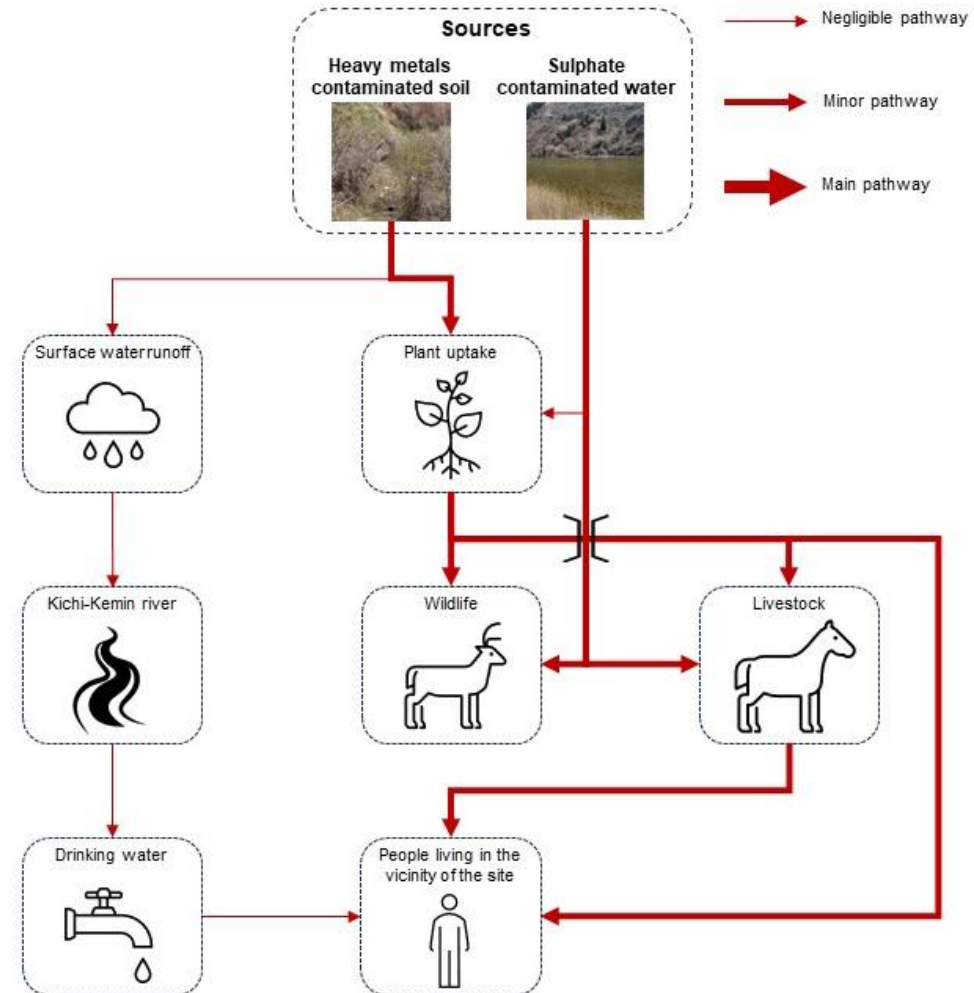 Sources
Heavy metals
contaminated soil
Sulphate
contaminated water
Negligible pathway
Minor pathway
Main pathway
Surface waterrunoff
Plant uptake
Kichi-Kemin river
Wildlife
Livestock
Drinking water
People living in the
vicinity of the site